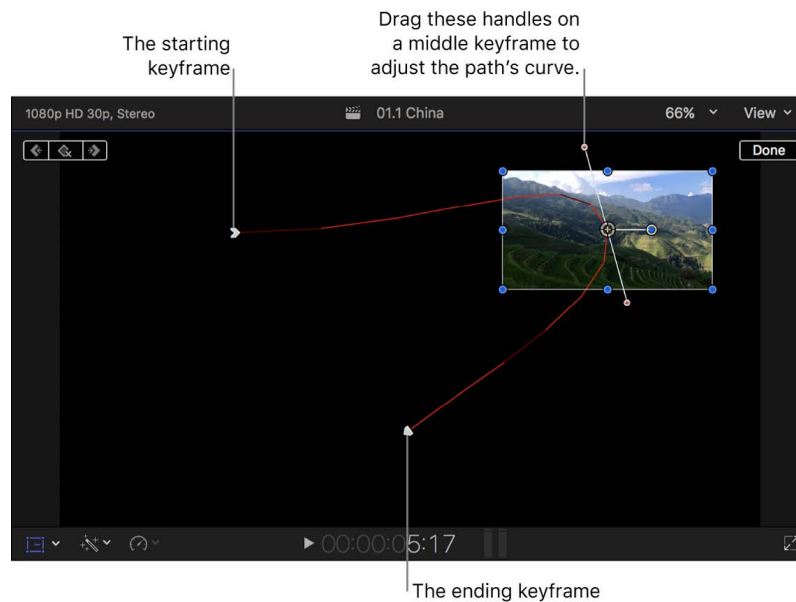 Drag these handles on
a middle keyframe to
adjust the path's curve.
The starting
keyframe
1080p HD 30p, Stereo
01.1 China
66%
View
Done
00:00:05:17
The ending keyframe